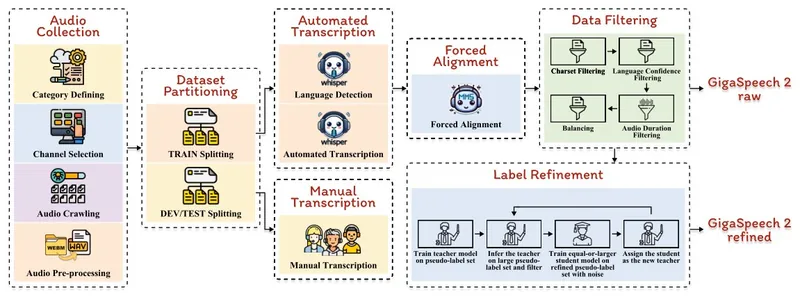 Audio
Collection
Category Defining
Channel Selection
Audio Crawling
WEBM
WAV
Audio Pre-processing
Dataset
Partitioning
TRAIN Splitting
DEV/TEST Splitting
Automated
Transcription
whisper
Language Detection
whisper
Automated Transcription
Manual
Transcription
Manual Transcription
Forced
Alignment
MMS
Forced Alignment
Data Filtering
Charset Filtering
Language Confidence
Filtering
Balancing
Audio Duration
Filtering
Label Refinement
Train teacher model
on pseudo-label set
Infer the teacher
on large pseudo-
label set and filter
Train equal-or-larger
student model on
refined pseudo-label
set with noise
Assign the student
as the new teacher
GigaSpeech 2
raw
GigaSpeech 2
refined